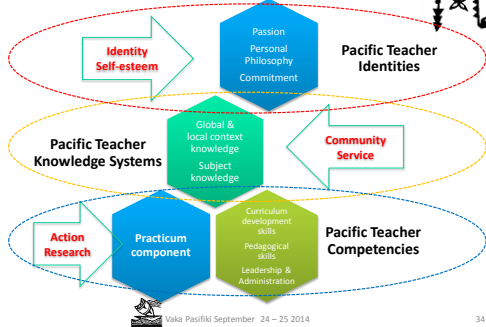 Identity
Self-esteem
Passion
Personal
Philosophy
Commitment
Pacific Teacher
Identities
Pacific Teacher
Knowledge Systems
Global &
local context
knowledge
Subject
knowledge
Community
Service
Action
Research
Practicum
component
Curriculum
development
skills
Pedagogical
skills
Leadership &
Administration
Pacific Teacher
Competencies
Vaka Pasifiki September 24 – 25 2014
34